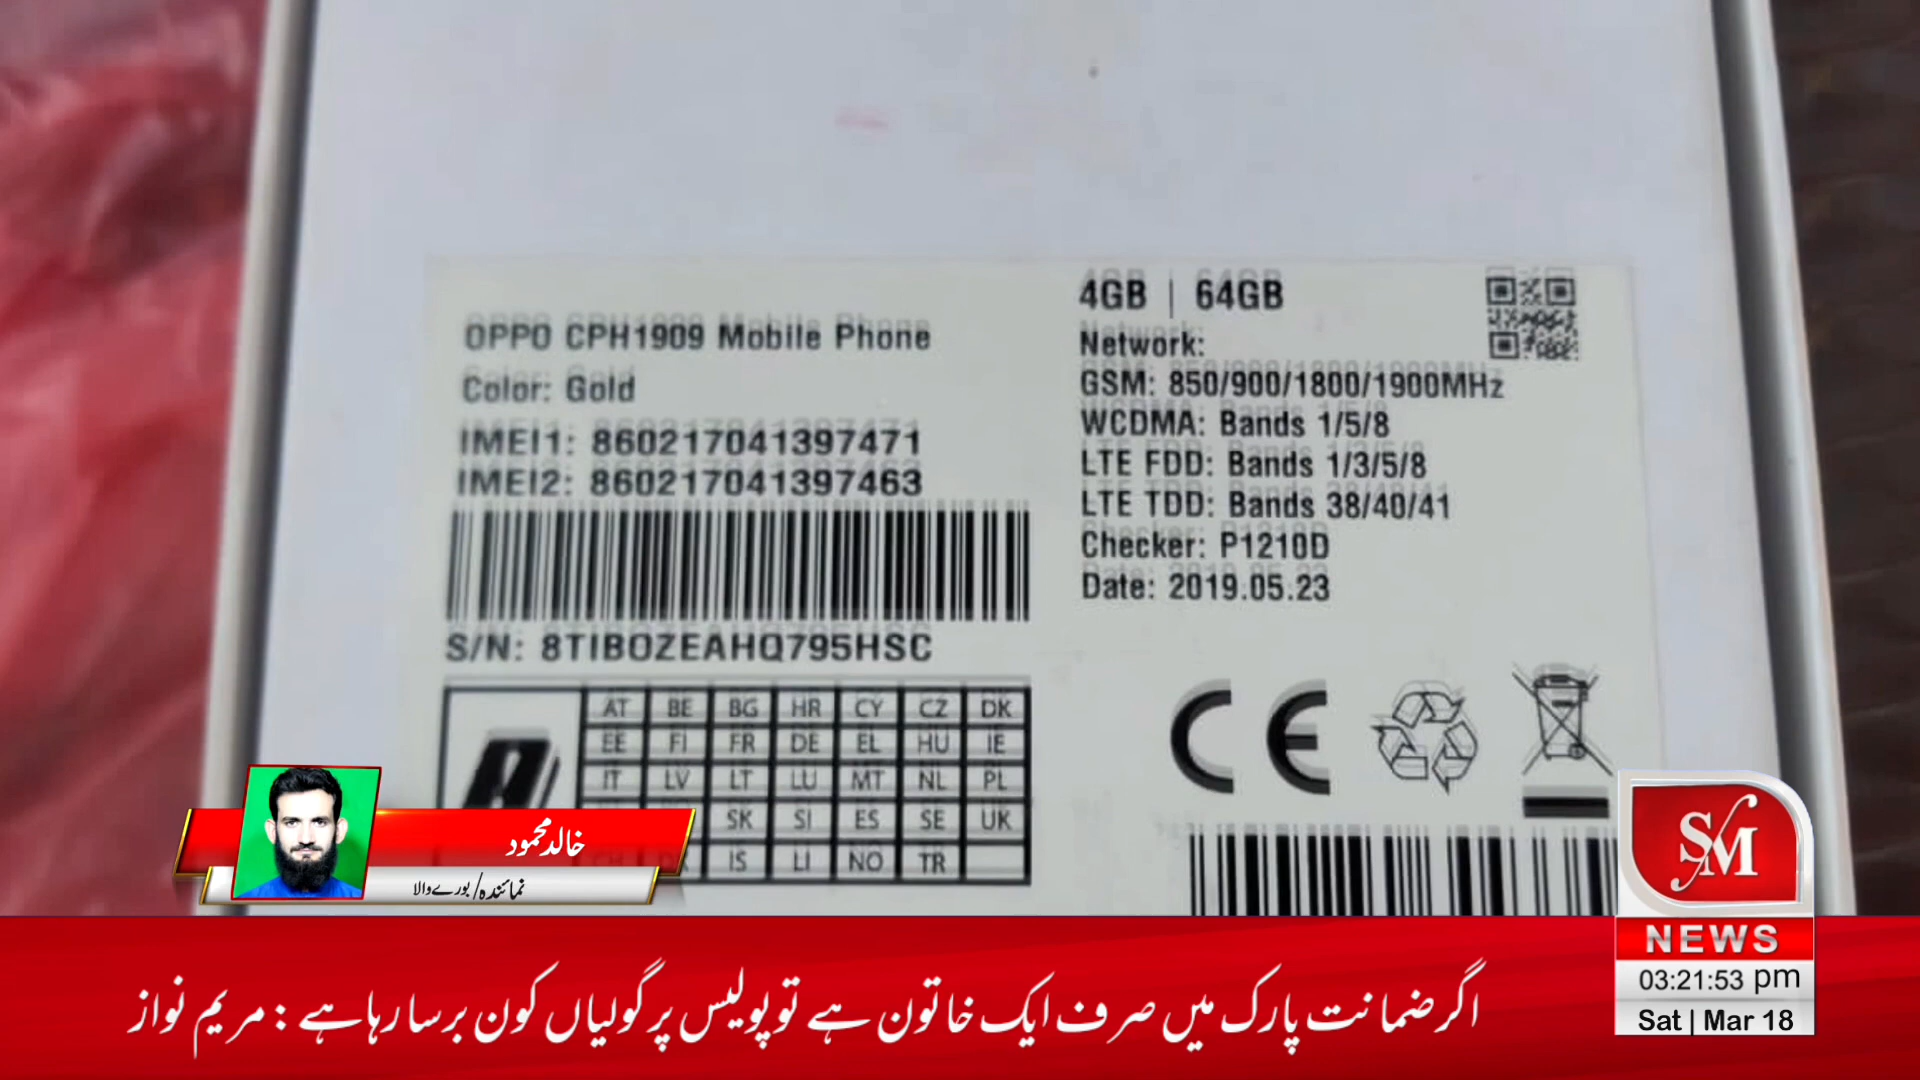 OPPO CPH1909 Mobile Phone
Color: Gold
IMEI1: 860217041397471
IMEI2: 860217041397463
S/N: 8TIBOZEAHQ795HSC
4GB | 64GB
Network:
GSM: 850/900/1800/1900MHz
WCDMA: Bands 1/5/8
LTE FDD: Bands 1/3/5/8
LTE TDD: Bands 38/40/41
Checker: P1210D
Date: 2019.05.23
AT BE BG HR CY CZ DK
EE FI FR DE EL HU IE
IT LV LT LU MT NL PL
SK SI ES SE UK
IS LI NO TR
CE
خالد محمود
نمائندہ/بورے والا
SM
NEWS
03:21:53 pm
Sat | Mar 18
اگر ضمانت پارک میں صرف ایک خاتون ہے تو پولیس پر گولیاں کون برسا رہا ہے : مریم نواز